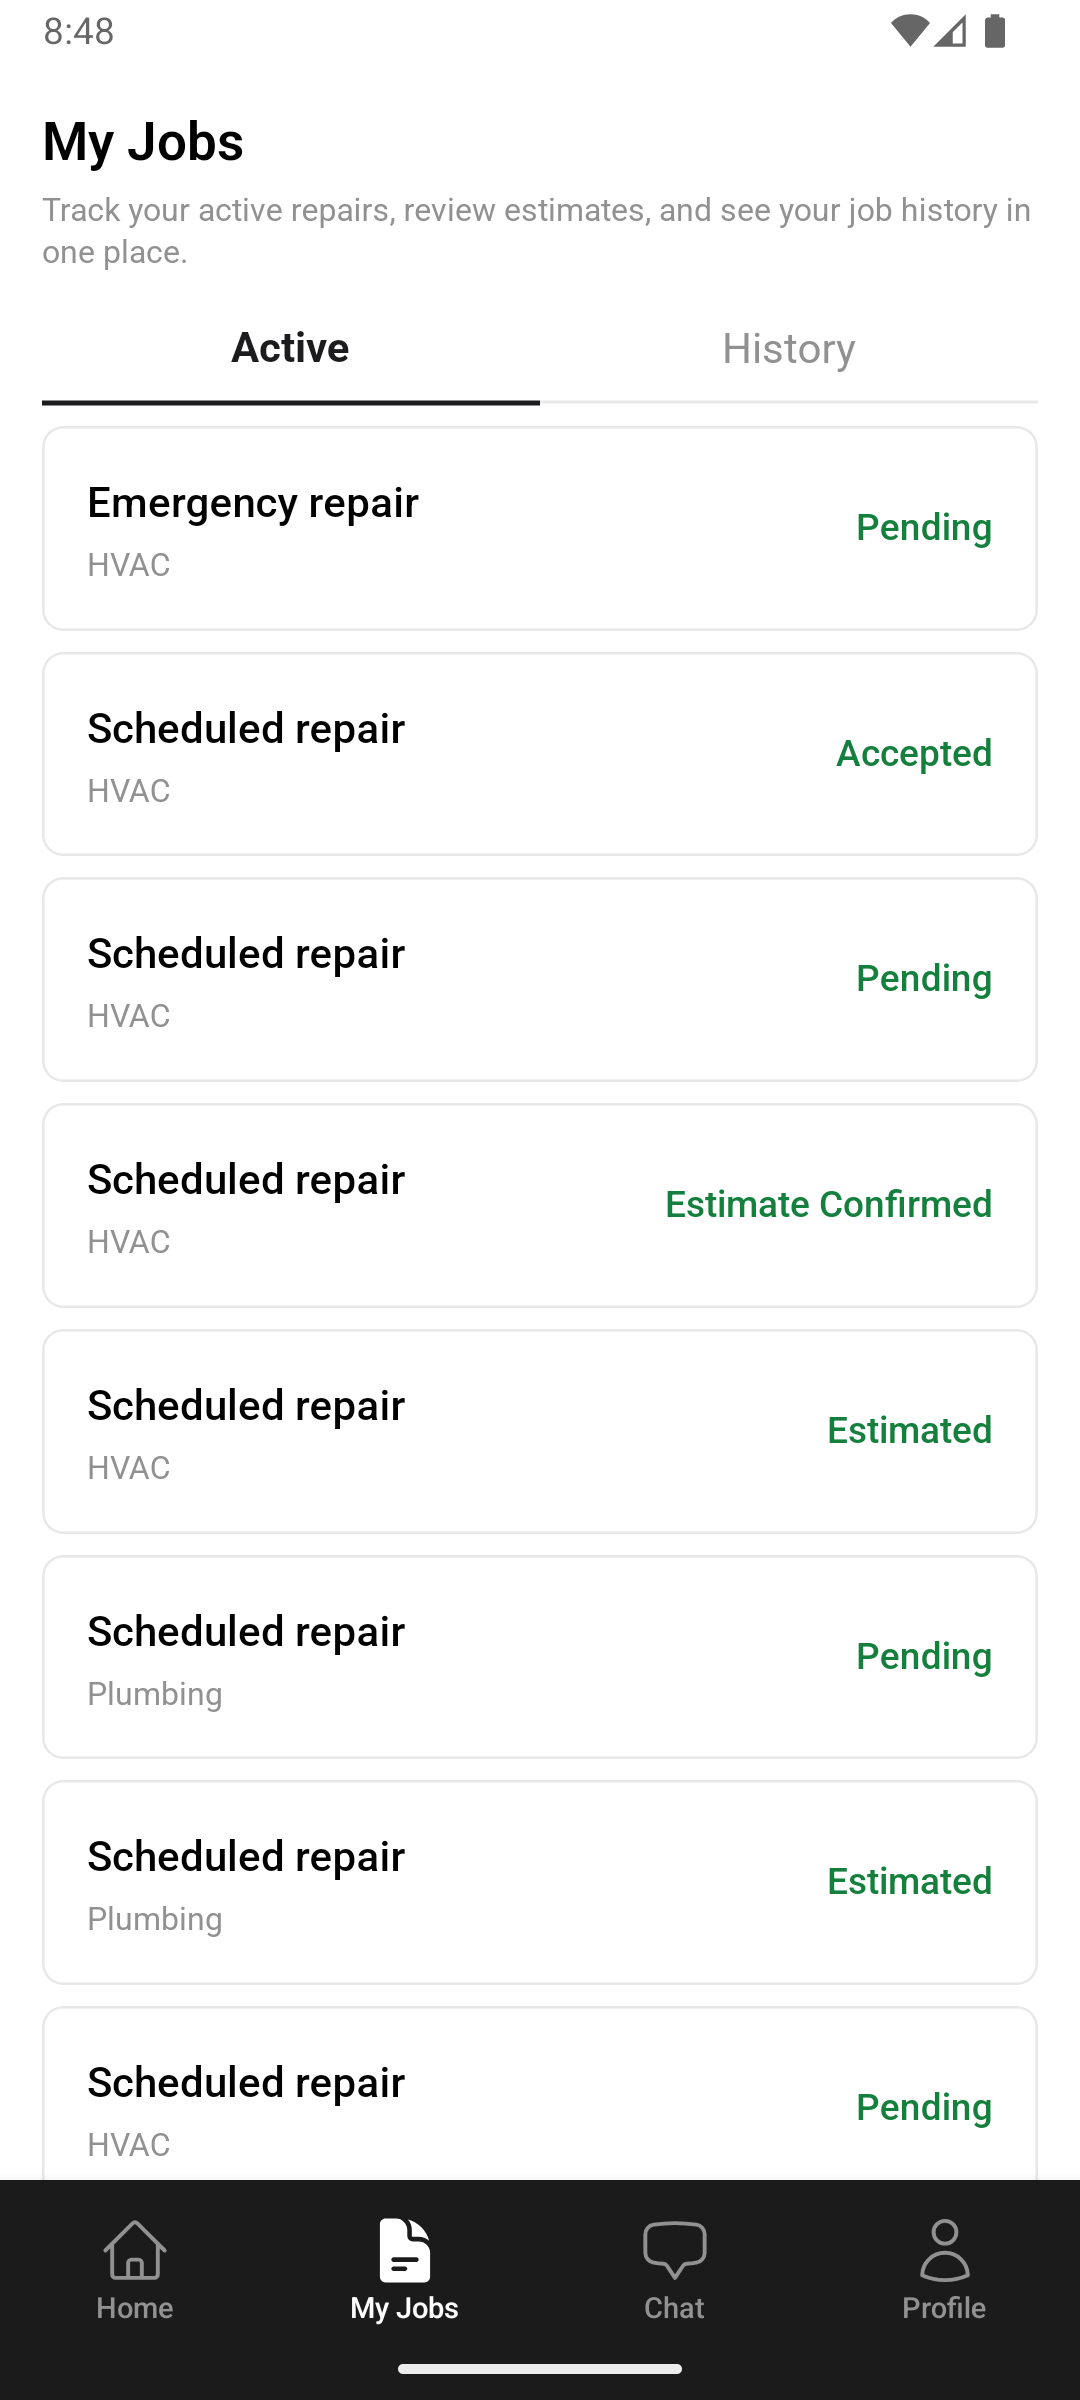 8:48
My Jobs
Track your active repairs, review estimates, and see your job history in
one place.
Active
History
Emergency repair
HVAC
Pending
Scheduled repair
HVAC
Accepted
Scheduled repair
HVAC
Pending
Scheduled repair
HVAC
Estimate Confirmed
Scheduled repair
HVAC
Estimated
Scheduled repair
Plumbing
Pending
Scheduled repair
Plumbing
Estimated
Scheduled repair
HVAC
Pending
Home
My Jobs
Chat
Profile